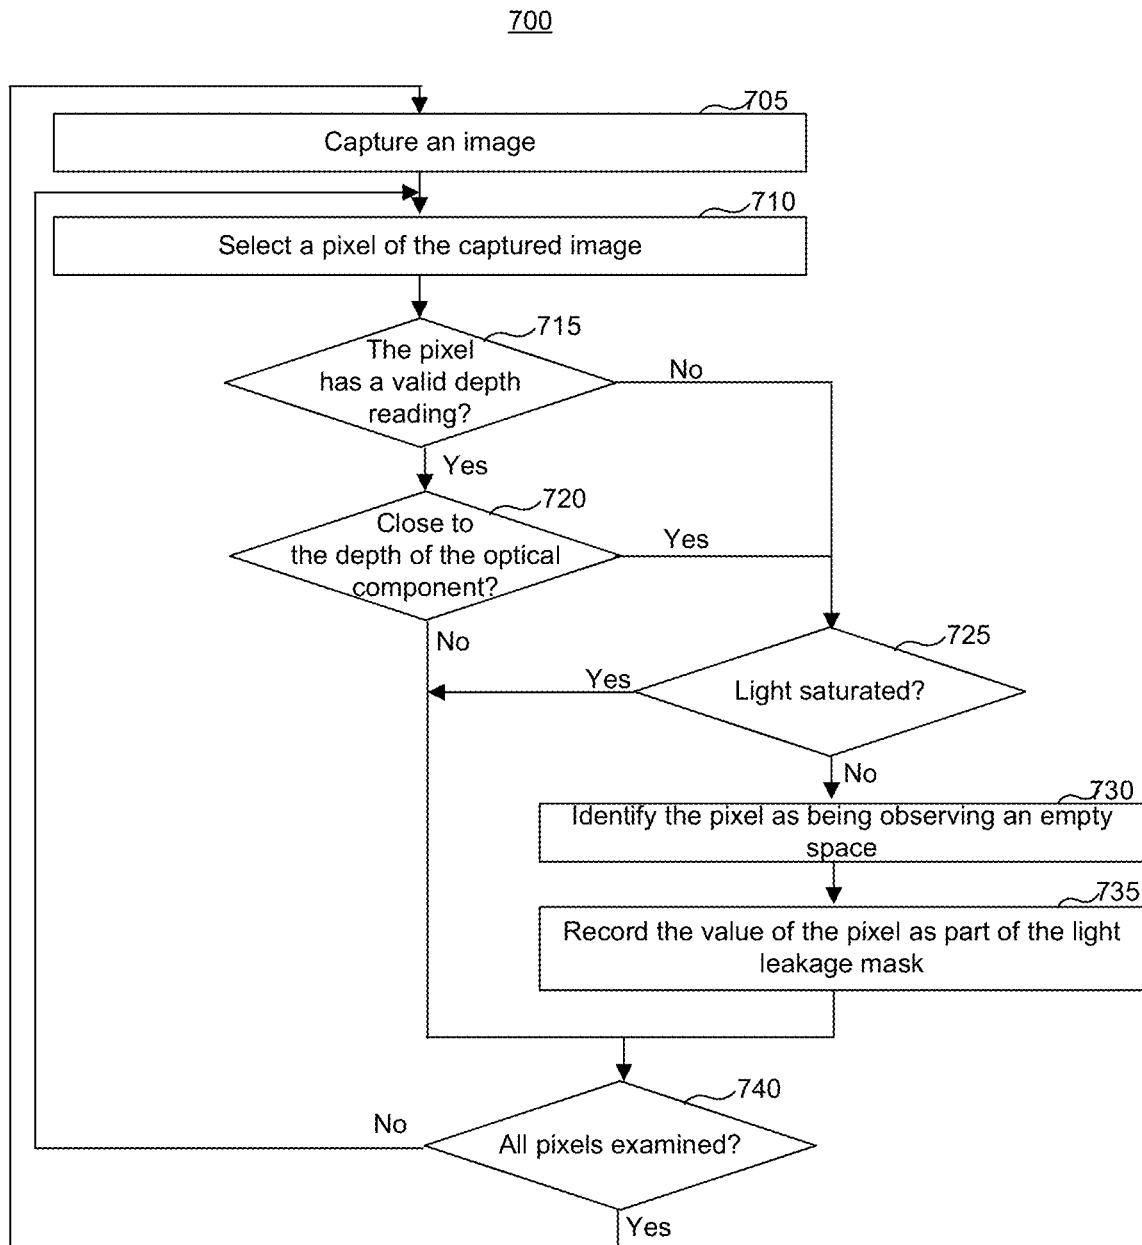 700
705
Capture an image
710
Select a pixel of the captured image
715
The pixel
has a valid depth
reading?
No
Yes
720
Close to
the depth of the optical
component?
Yes
No
725
Light saturated?
Yes
No
730
Identify the pixel as being observing an empty
space
735
Record the value of the pixel as part of the light
leakage mask
740
All pixels examined?
No
Yes